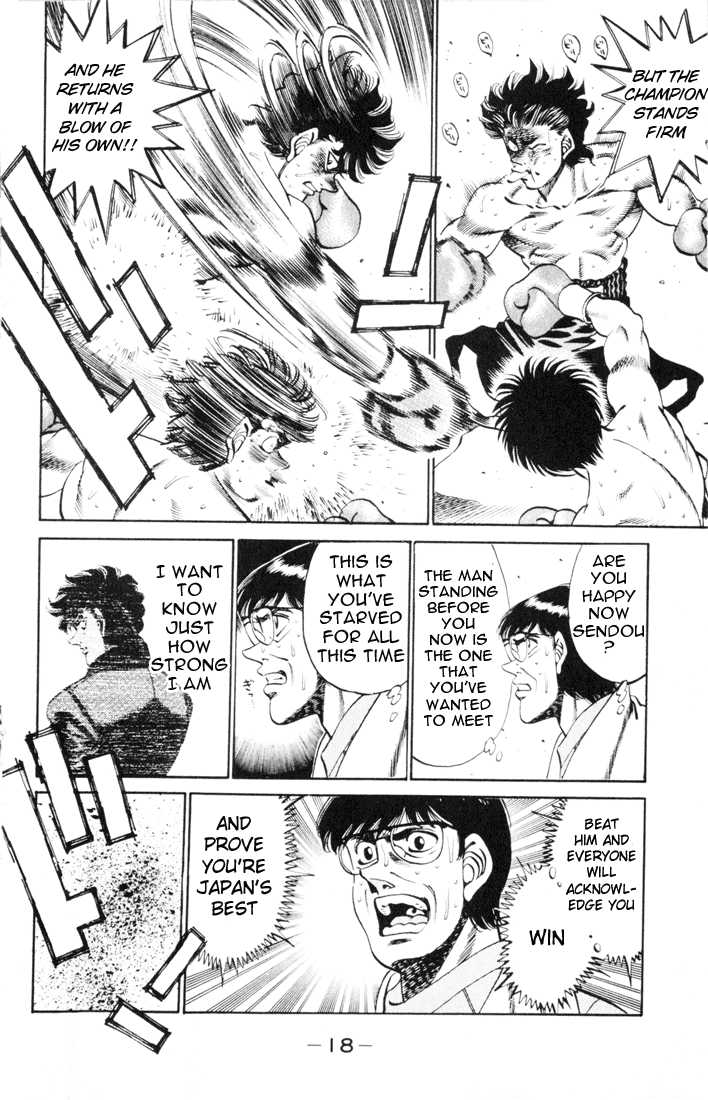 BUT THE
CHAMPION
STANDS
FIRM
AND HE
RETURNS
WITH A
BLOW OF
HIS OWN!!
ARE
YOU
HAPPY
NOW
SENDOU
?
THE MAN
STANDING
BEFORE
YOU
NOW IS
THE ONE
THAT
YOU'VE
WANTED
TO MEET
THIS IS
WHAT
YOU'VE
STARVED
FOR ALL
THIS TIME
I WANT
TO
KNOW
JUST
HOW
STRONG
I AM
BEAT
HIM AND
EVERYONE
WILL
ACKNOWL-
EDGE YOU
WIN
AND
PROVE
YOU'RE
JAPAN'S
BEST
—18—